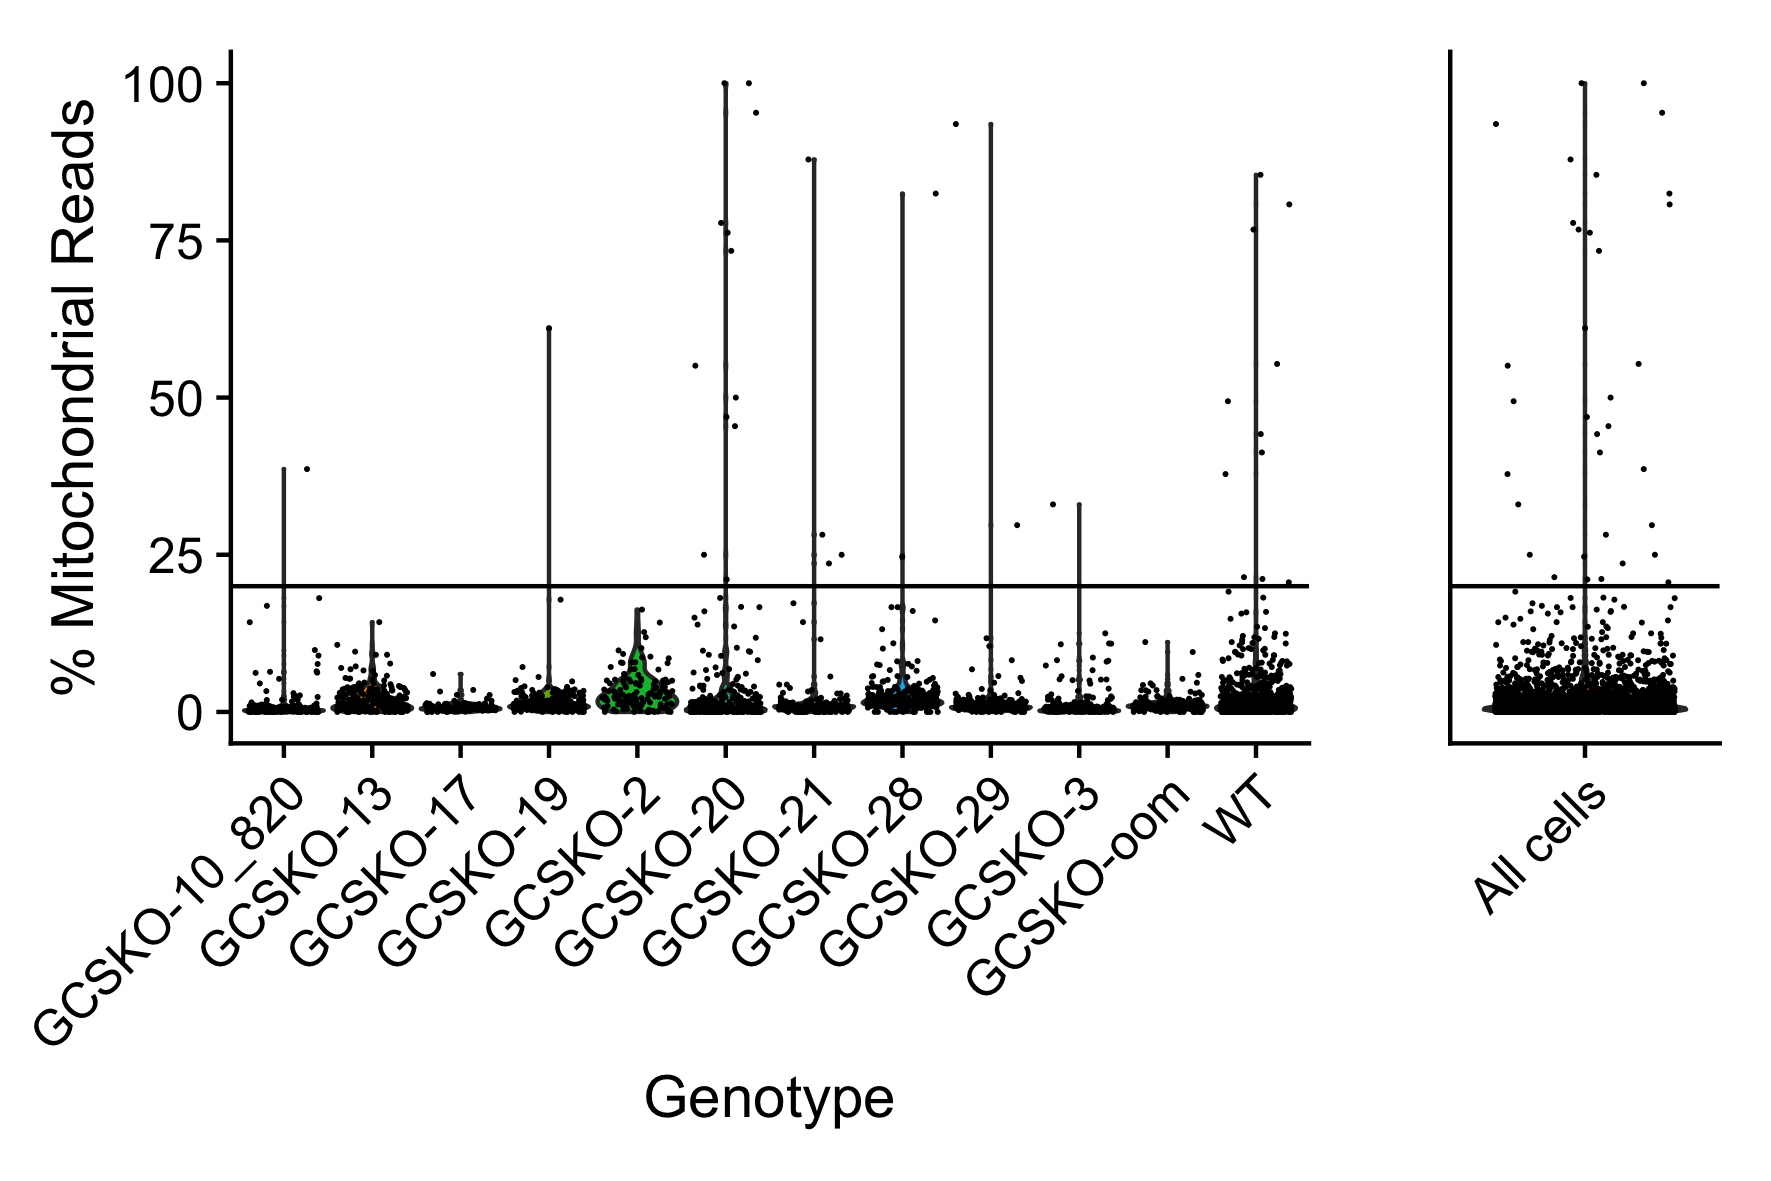 % Mitochondrial Reads
100
75
50
25
0
GCSKO-10_820
GCSKO-13
GCSKO-17
GCSKO-19
GCSKO-2
GCSKO-20
GCSKO-21
GCSKO-28
GCSKO-29
GCSKO-3
GCSKO-oom
WT
All cells
Genotype